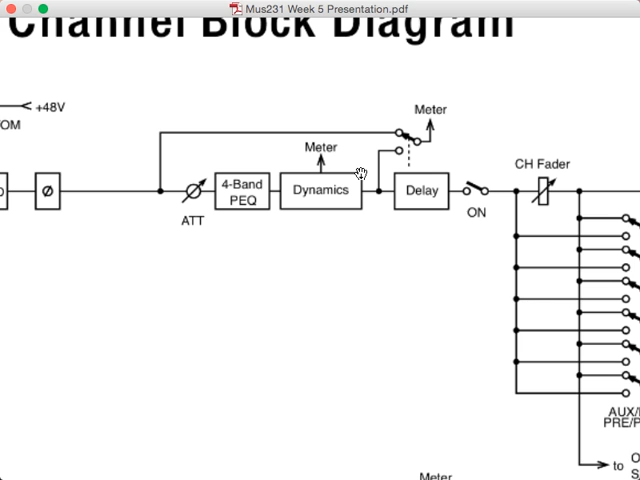 Mus231 Week 5 Presentation.pdf
Channel Block Diagram
+48V
OM
Meter
Meter
CH Fader
Ø
4-Band
PEQ
Dynamics
Delay
ATT
ON
AUX/
PRE/P
to
O
S
Meter